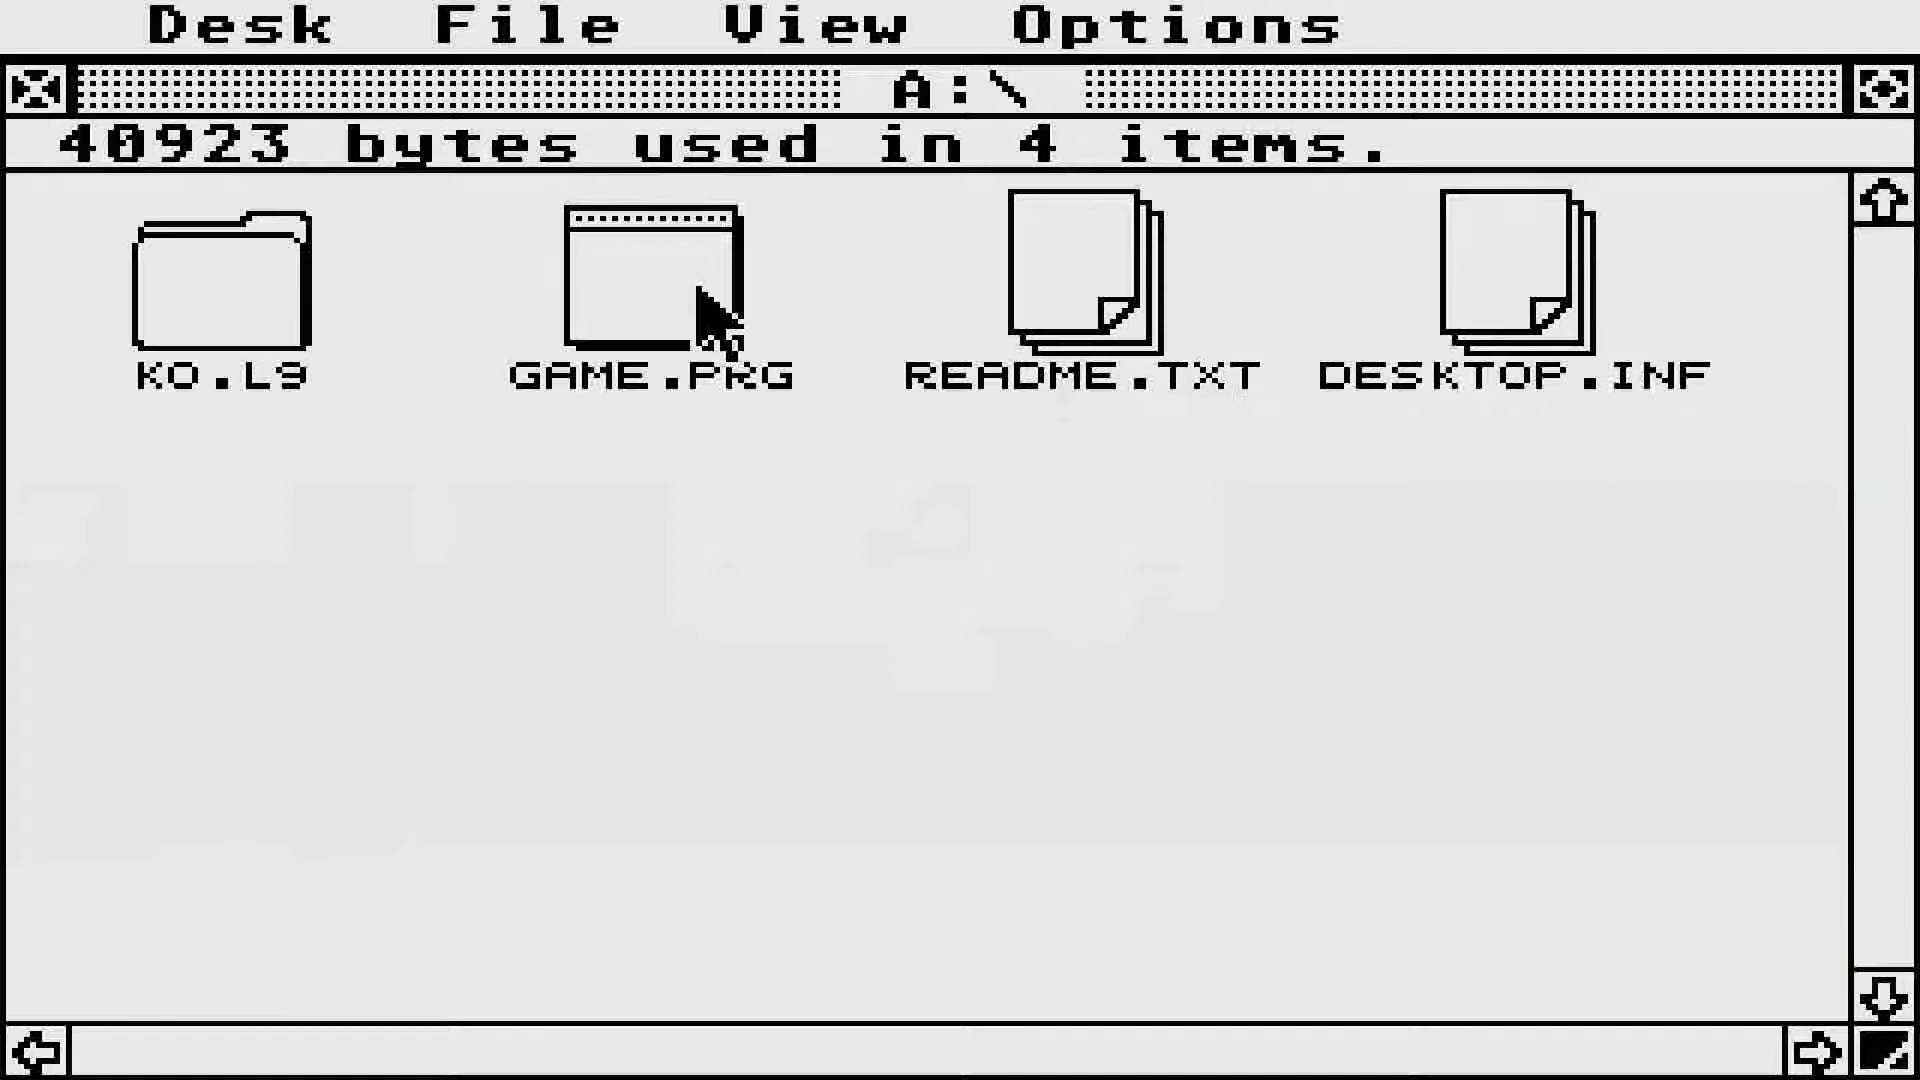 Desk File View Options
A:\
40923 bytes used in 4 items.
KO.L9 GAME.PRG README.TXT DESKTOP.INF